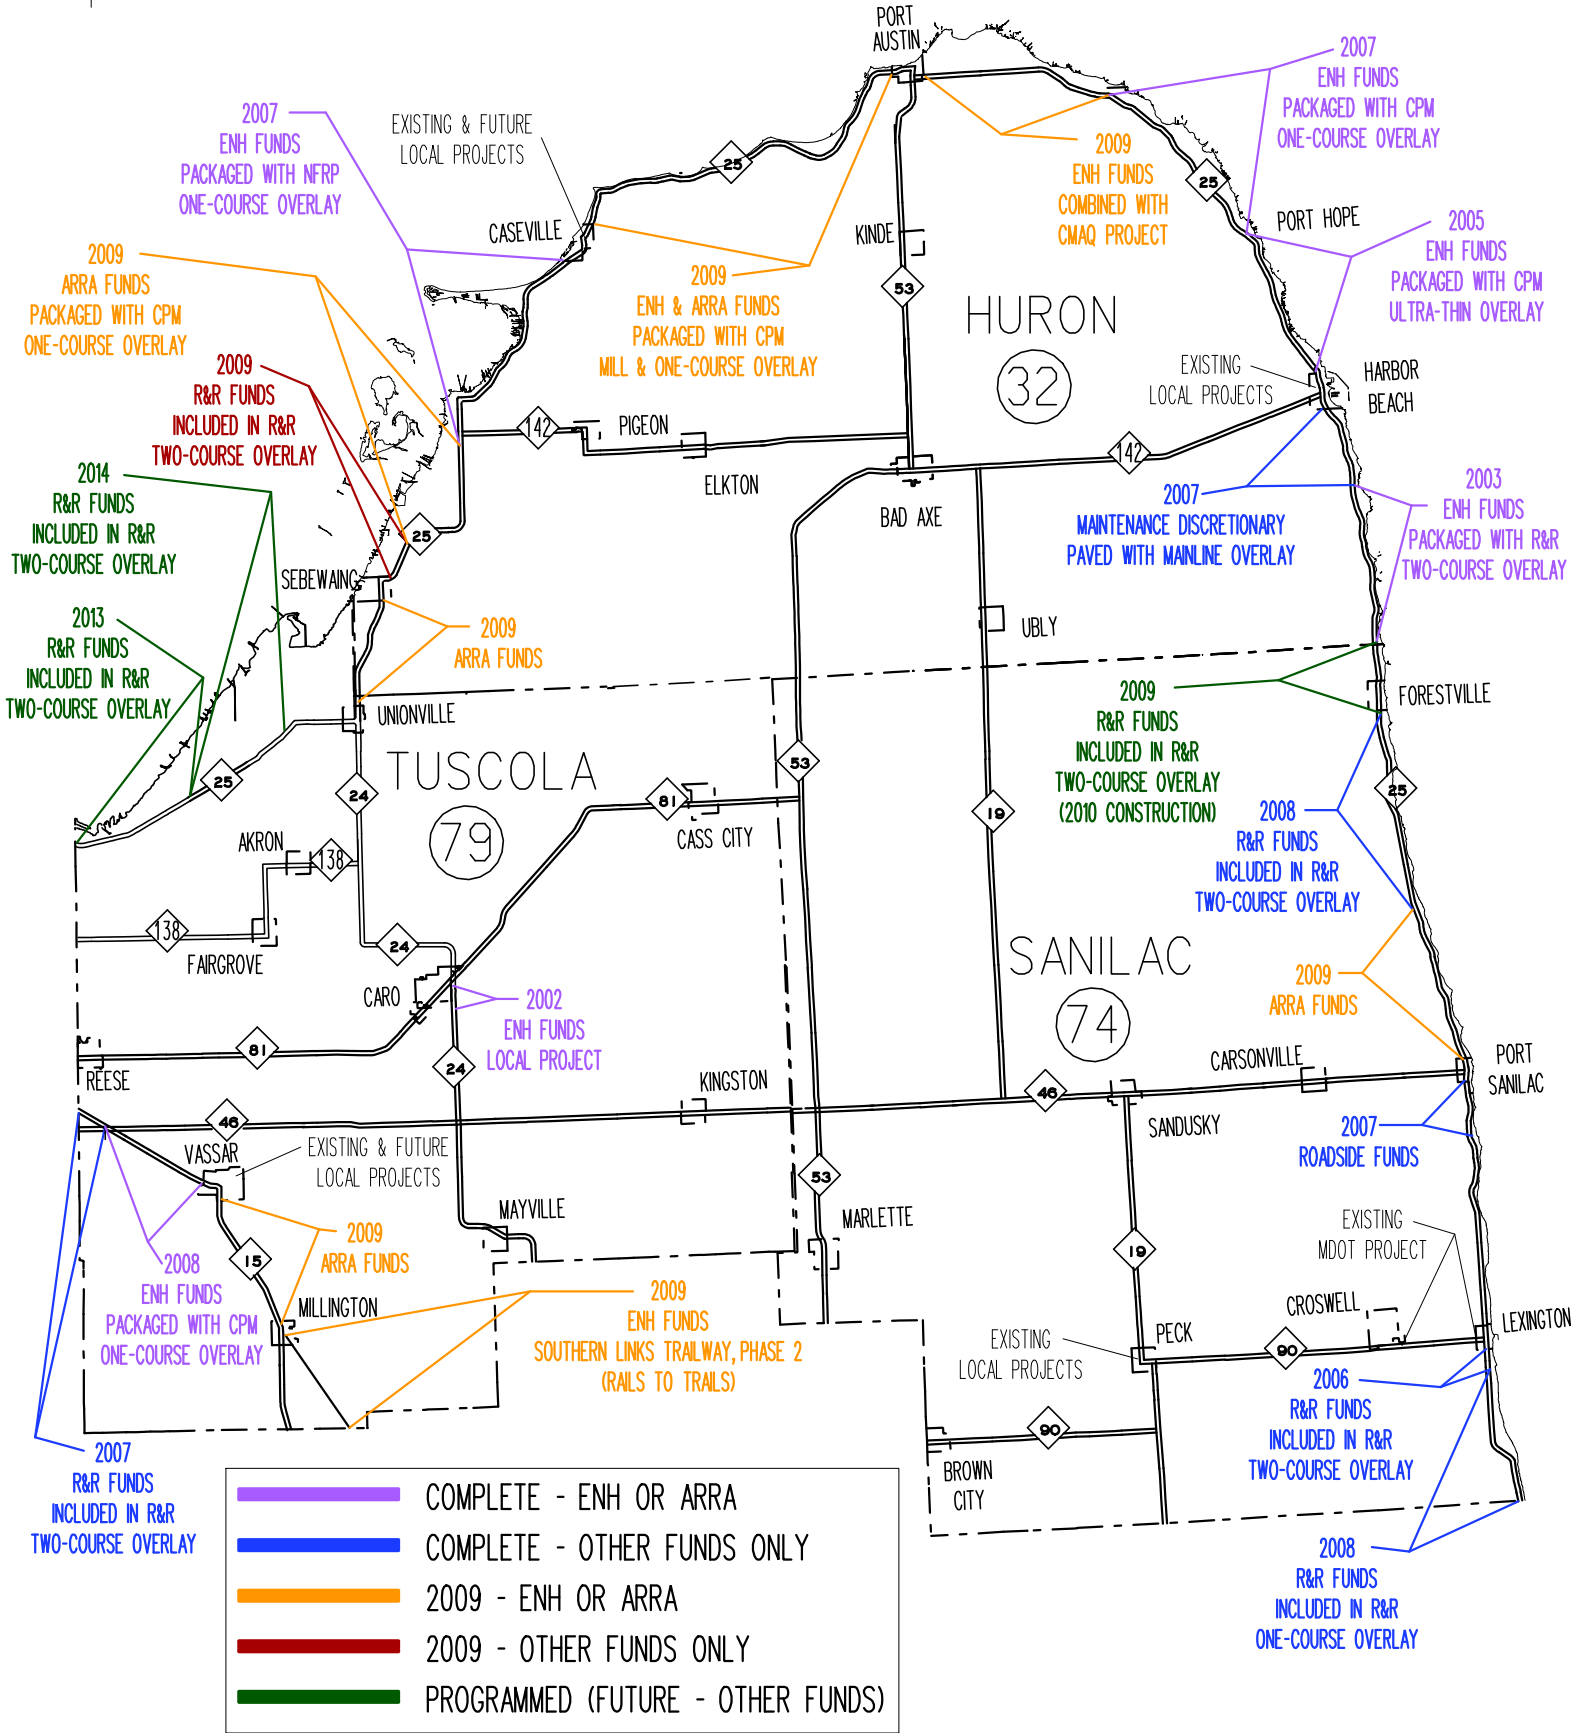 PORT
AUSTIN
2007
ENH FUNDS
PACKAGED WITH CPM
ONE-COURSE OVERLAY
2007
ENH FUNDS
PACKAGED WITH NFRP
ONE-COURSE OVERLAY
EXISTING & FUTURE
LOCAL PROJECTS
2009
ENH FUNDS
COMBINED WITH
CMAQ PROJECT
25
25
PORT HOPE
CASEVILLE
KINDE
2005
ENH FUNDS
PACKAGED WITH CPM
ULTRA-THIN OVERLAY
2009
ARRA FUNDS
PACKAGED WITH CPM
ONE-COURSE OVERLAY
2009
ENH & ARRA FUNDS
PACKAGED WITH CPM
MILL & ONE-COURSE OVERLAY
53
HURON
32
EXISTING
LOCAL PROJECTS
HARBOR
BEACH
2009
R&R FUNDS
INCLUDED IN R&R
TWO-COURSE OVERLAY
142
PIGEON
ELKTON
142
BAD AXE
2014
R&R FUNDS
INCLUDED IN R&R
TWO-COURSE OVERLAY
25
2007
MAINTENANCE DISCRETIONARY
PAVED WITH MAINLINE OVERLAY
2003
ENH FUNDS
PACKAGED WITH R&R
TWO-COURSE OVERLAY
SEBEWAING
2013
R&R FUNDS
INCLUDED IN R&R
TWO-COURSE OVERLAY
2009
ARRA FUNDS
UBLY
UNIONVILLE
2009
R&R FUNDS
INCLUDED IN R&R
TWO-COURSE OVERLAY
(2010 CONSTRUCTION)
FORESTVILLE
25
TUSCOLA
79
24
81
53
CASS CITY
19
25
2008
R&R FUNDS
INCLUDED IN R&R
TWO-COURSE OVERLAY
AKRON
138
138
FAIRGROVE
24
CARO
2002
ENH FUNDS
LOCAL PROJECT
SANILAC
74
2009
ARRA FUNDS
81
REESE
24
KINGSTON
46
CARSONVILLE
PORT
SANILAC
46
SANDUSKY
2007
ROADSIDE FUNDS
VASSAR
EXISTING & FUTURE
LOCAL PROJECTS
53
MAYVILLE
MARLETTE
19
EXISTING
MDOT PROJECT
2009
ARRA FUNDS
15
2008
ENH FUNDS
PACKAGED WITH CPM
ONE-COURSE OVERLAY
MILLINGTON
2009
ENH FUNDS
SOUTHERN LINKS TRAILWAY, PHASE 2
(RAILS TO TRAILS)
CROSWELL
LEXINGTON
EXISTING
LOCAL PROJECTS
PECK
90
2006
R&R FUNDS
INCLUDED IN R&R
TWO-COURSE OVERLAY
90
BROWN
CITY
2007
R&R FUNDS
INCLUDED IN R&R
TWO-COURSE OVERLAY
2008
R&R FUNDS
INCLUDED IN R&R
ONE-COURSE OVERLAY
COMPLETE - ENH OR ARRA
COMPLETE - OTHER FUNDS ONLY
2009 - ENH OR ARRA
2009 - OTHER FUNDS ONLY
PROGRAMMED (FUTURE - OTHER FUNDS)